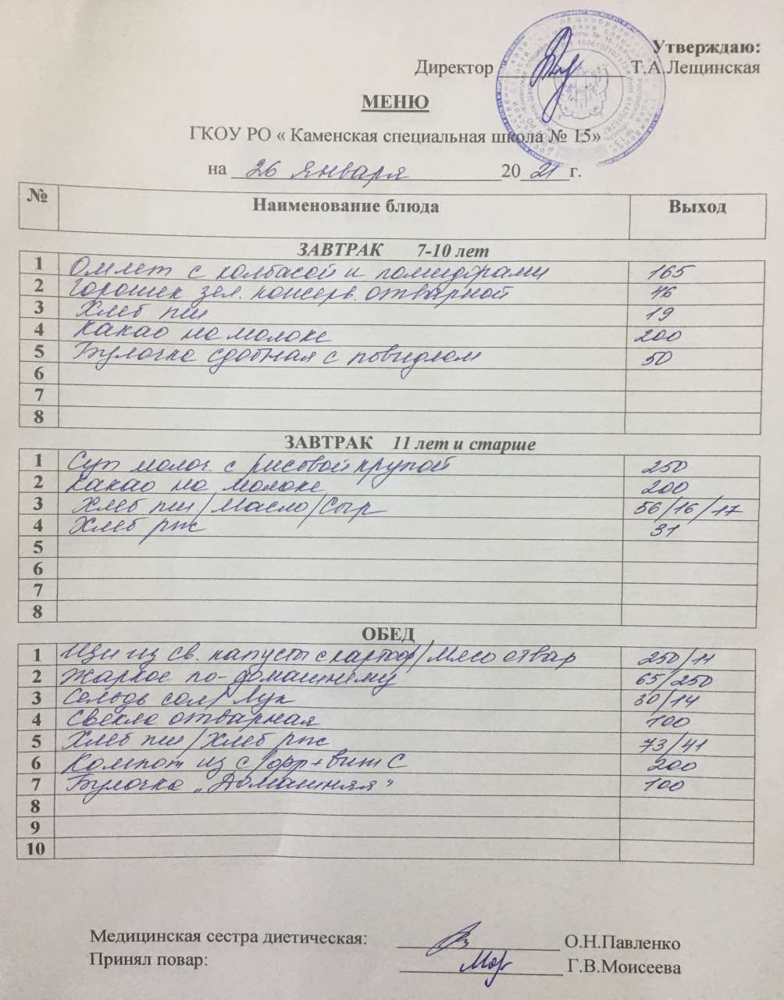 Утверждаю:
Директор Т.А.Лещинская
МЕНЮ
ГКОУ РО « Каменская специальная школа № 15»
на 26 января 2021 г.
№ Наименование блюда Выход
ЗАВТРАК 7-10 лет
1 Омлет с колбасой и помидорами 165
2 Горошек зел. консерв. отварной 46
3 Хлеб пш 19
4 Какао на молоке 200
5 Булочка сдобная с повидлом 50
6
7
8
ЗАВТРАК 11 лет и старше
1 Суп молоч. с рисовой крупой 250
2 Какао на молоке 200
3 Хлеб пш./Масло/Сыр 56/16/17
4 Хлеб рж 31
5
6
7
8
ОБЕД
1 Щи из св. капусты с картоф/Мясо отвар 250/11
2 Жаркое по-домашнему 65/250
3 Сельдь сол/Лук 30/14
4 Свекла отварная 100
5 Хлеб пш/Хлеб рж 73/41
6 Компот из с/фр+вит С 200
7 Булочка „Домашняя" 100
8
9
10
Медицинская сестра диетическая: О.Н.Павленко
Принял повар: Г.В.Моисеева